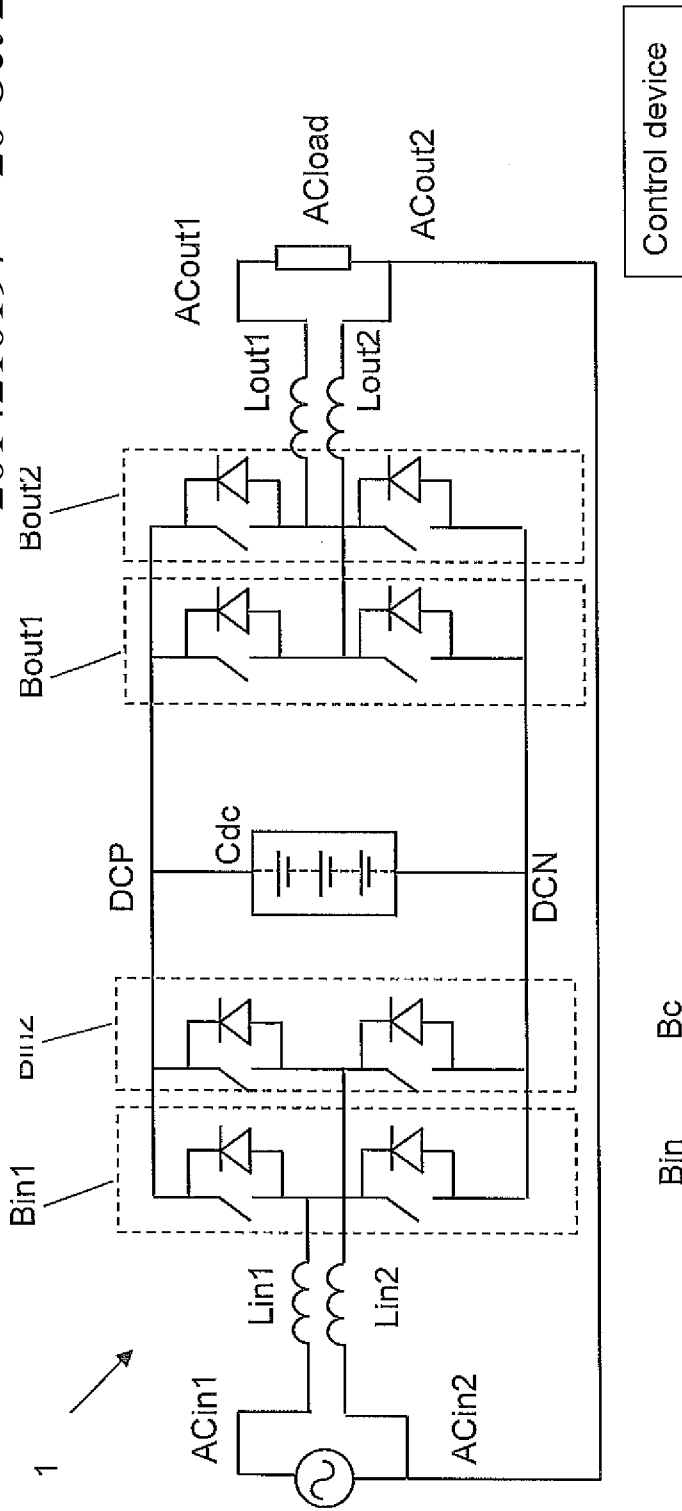 1
Bin1
Bin2
Bout1
Bout2
DCP
Cdc
DCN
ACin1
Lin1
Lin2
ACin2
Lout1
Lout2
ACout1
ACload
ACout2
Control device
Bin
Bc